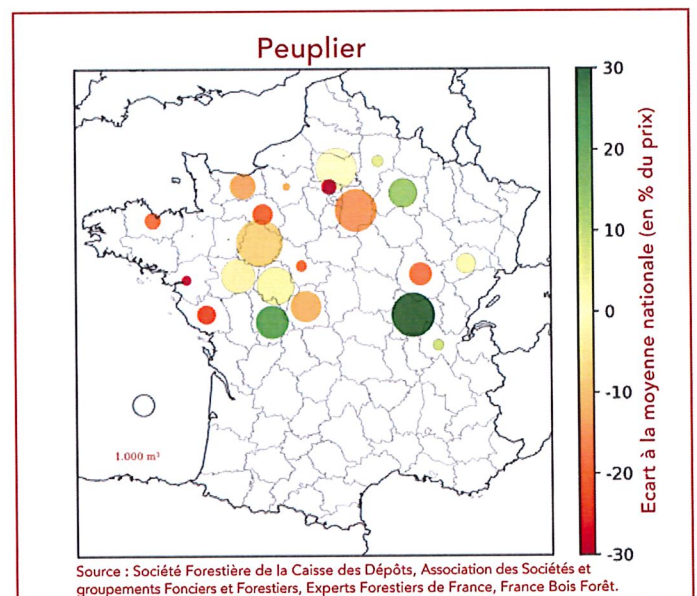 Peuplier
30
20
10
0
-10
-20
-30
Ecart à la moyenne nationale (en % du prix)
1.000 m³
Source : Société Forestière de la Caisse des Dépôts, Association des Sociétés et
groupements Fonciers et Forestiers, Experts Forestiers de France, France Bois Forêt.